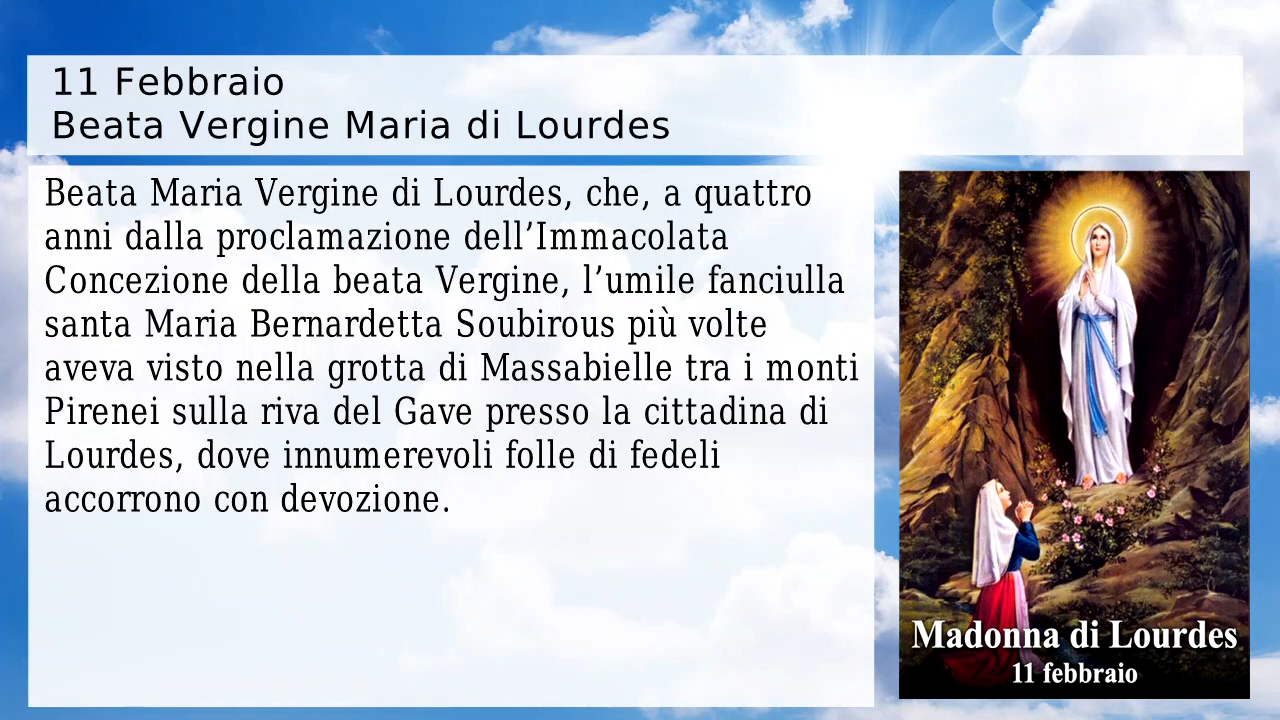 11 Febbraio
Beata Vergine Maria di Lourdes
Beata Maria Vergine di Lourdes, che, a quattro
anni dalla proclamazione dell’Immacolata
Concezione della beata Vergine, l’umile fanciulla
santa Maria Bernardetta Soubirous più volte
aveva visto nella grotta di Massabielle tra i monti
Pirenei sulla riva del Gave presso la cittadina di
Lourdes, dove innumerevoli folle di fedeli
accorrono con devozione.
Madonna di Lourdes
11 febbraio